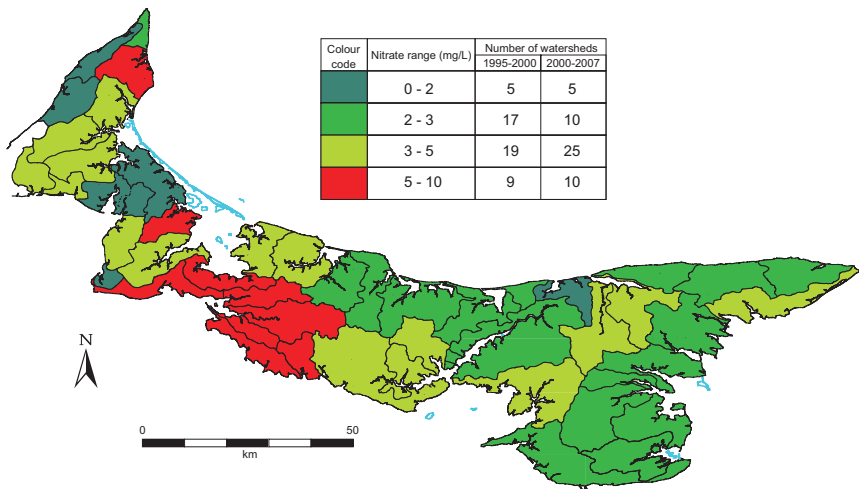 Colour code
Nitrate range (mg/L)
Number of watersheds
1995-2000
2000-2007
0 - 2
5
5
2 - 3
17
10
3 - 5
19
25
5 - 10
9
10
N
0
50
km